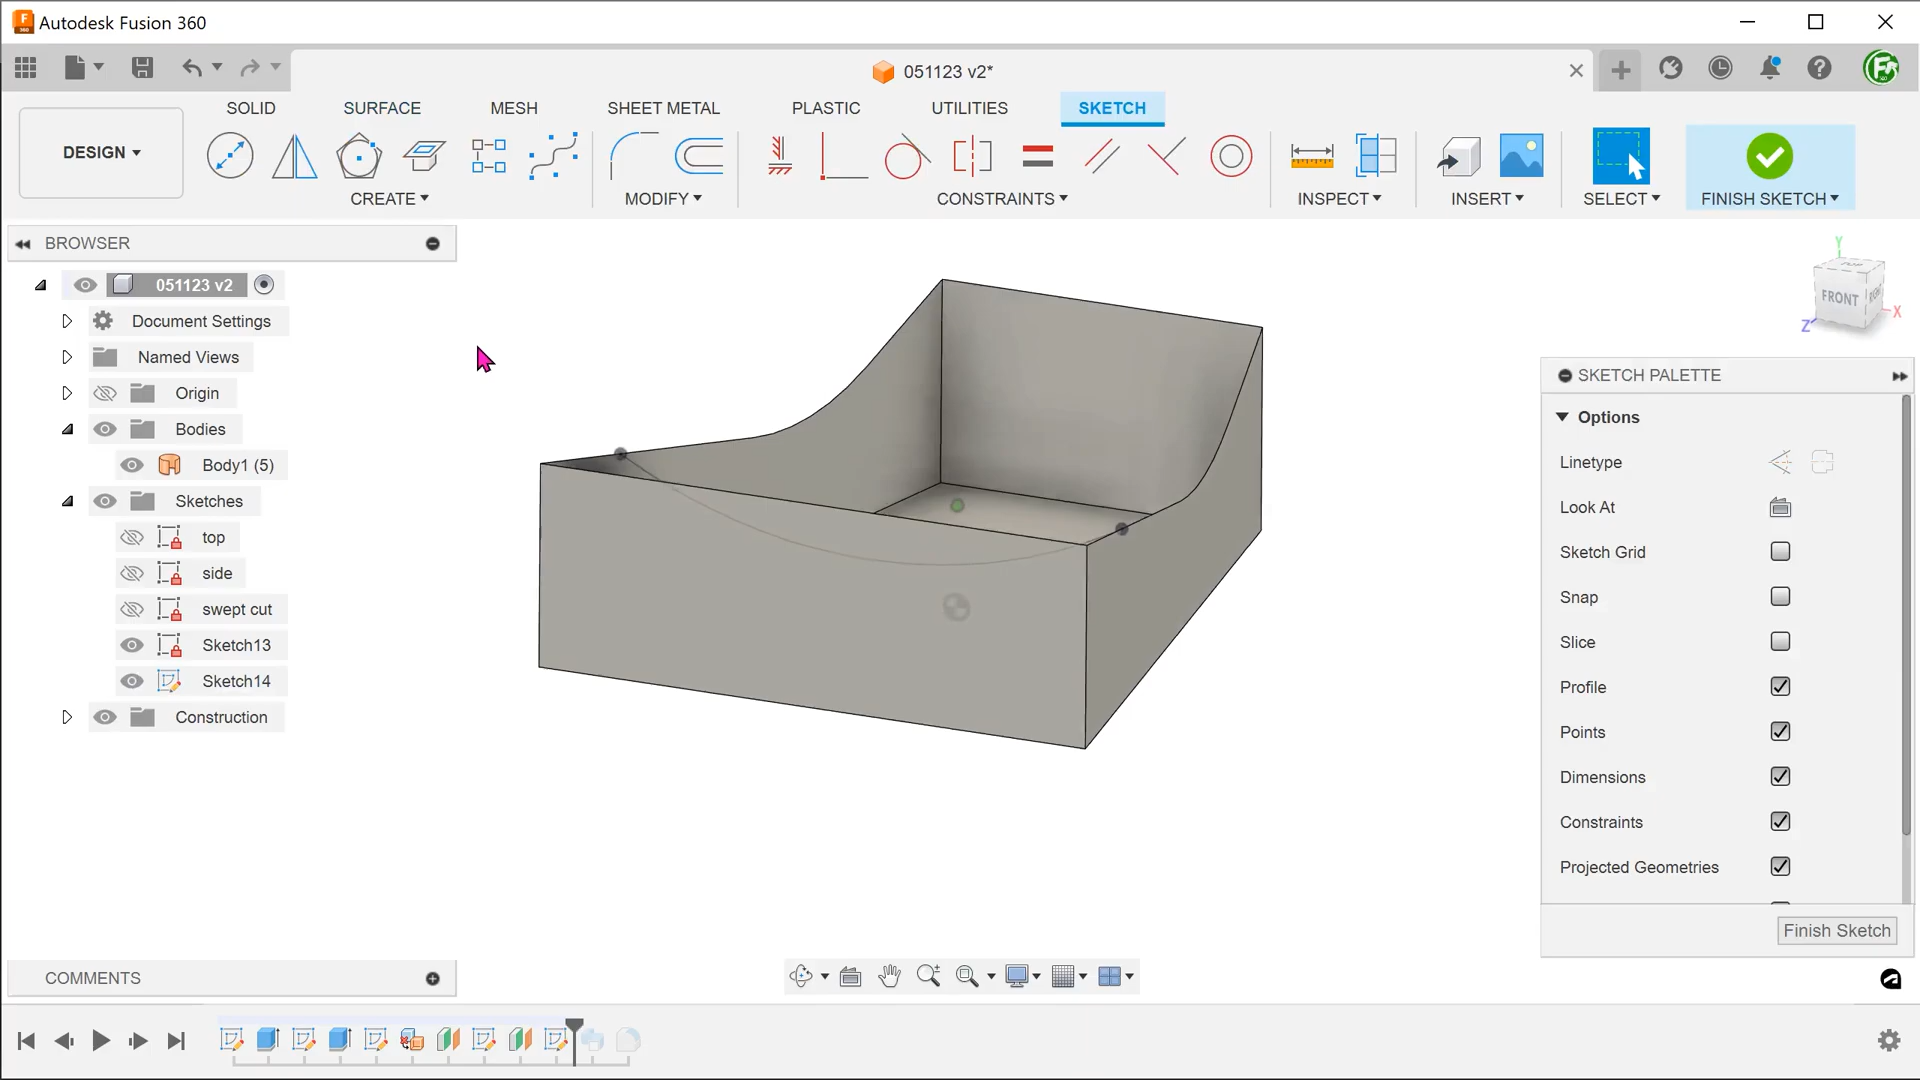 Autodesk Fusion 360
051123 v2*
SOLID SURFACE MESH SHEET METAL PLASTIC UTILITIES SKETCH
DESIGN
CREATE MODIFY CONSTRAINTS INSPECT INSERT SELECT FINISH SKETCH
BROWSER
051123 v2
Document Settings
Named Views
Origin
Bodies
Body1 (5)
Sketches
top
side
swept cut
Sketch13
Sketch14
Construction
Y
TOP
FRONT
X
Z
SKETCH PALETTE
Options
Linetype
Look At
Sketch Grid
Snap
Slice
Profile
Points
Dimensions
Constraints
Projected Geometries
Finish Sketch
COMMENTS